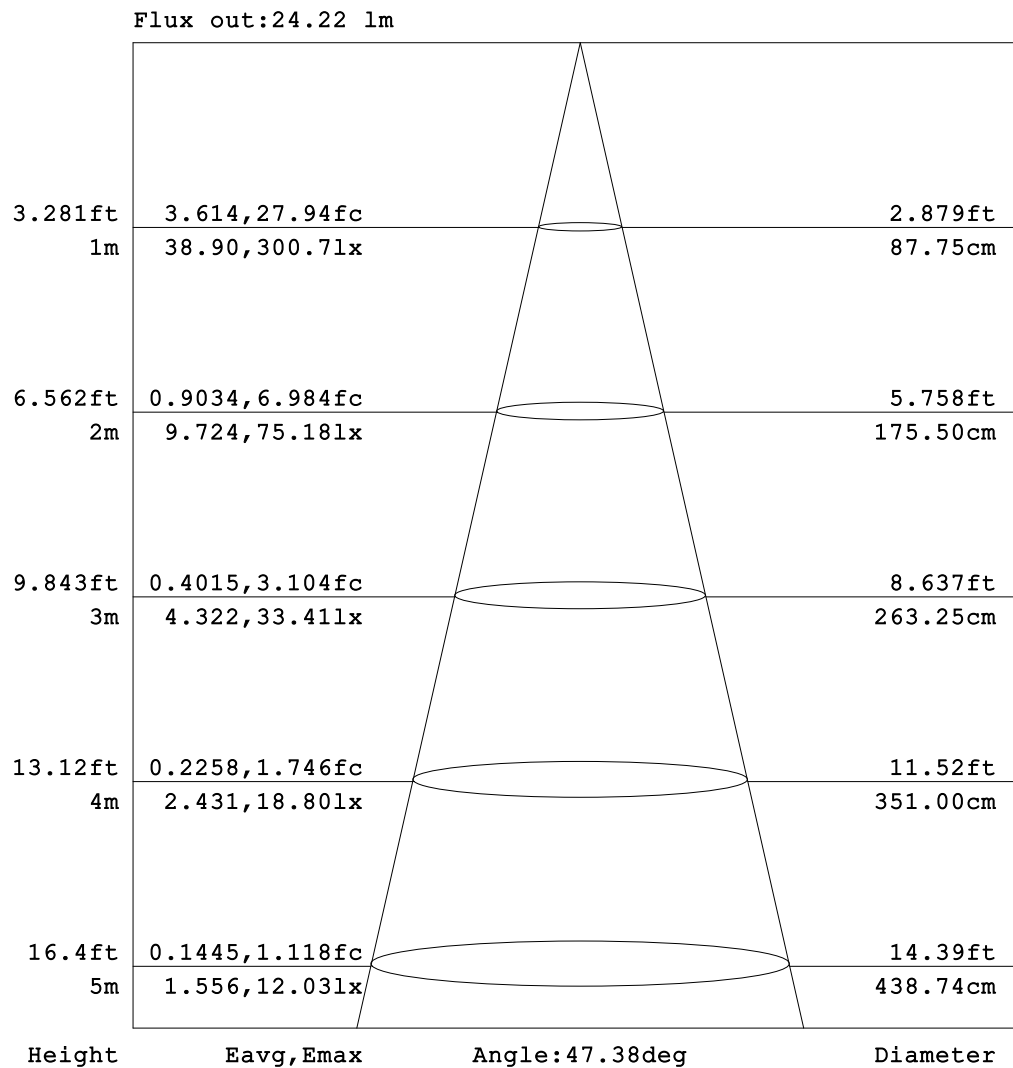 Flux out:24.22 lm
3.281ft 3.614,27.94fc 2.879ft
1m 38.90,300.7lx 87.75cm
6.562ft 0.9034,6.984fc 5.758ft
2m 9.724,75.18lx 175.50cm
9.843ft 0.4015,3.104fc 8.637ft
3m 4.322,33.41lx 263.25cm
13.12ft 0.2258,1.746fc 11.52ft
4m 2.431,18.80lx 351.00cm
16.4ft 0.1445,1.118fc 14.39ft
5m 1.556,12.03lx 438.74cm
Height Eavg,Emax Angle:47.38deg Diameter